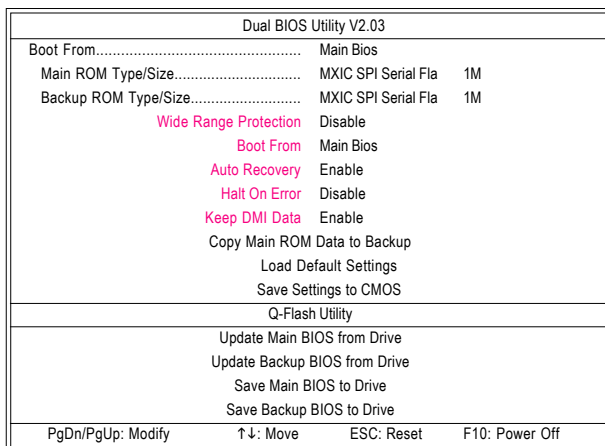 Dual BIOS Utility V2.03
Boot From................................................. Main Bios
Main ROM Type/Size.............................. MXIC SPI Serial Fla 1M
Backup ROM Type/Size.......................... MXIC SPI Serial Fla 1M
Wide Range Protection Disable
Boot From Main Bios
Auto Recovery Enable
Halt On Error Disable
Keep DMI Data Enable
Copy Main ROM Data to Backup
Load Default Settings
Save Settings to CMOS
Q-Flash Utility
Update Main BIOS from Drive
Update Backup BIOS from Drive
Save Main BIOS to Drive
Save Backup BIOS to Drive
PgDn/PgUp: Modify ↑↓: Move ESC: Reset F10: Power Off